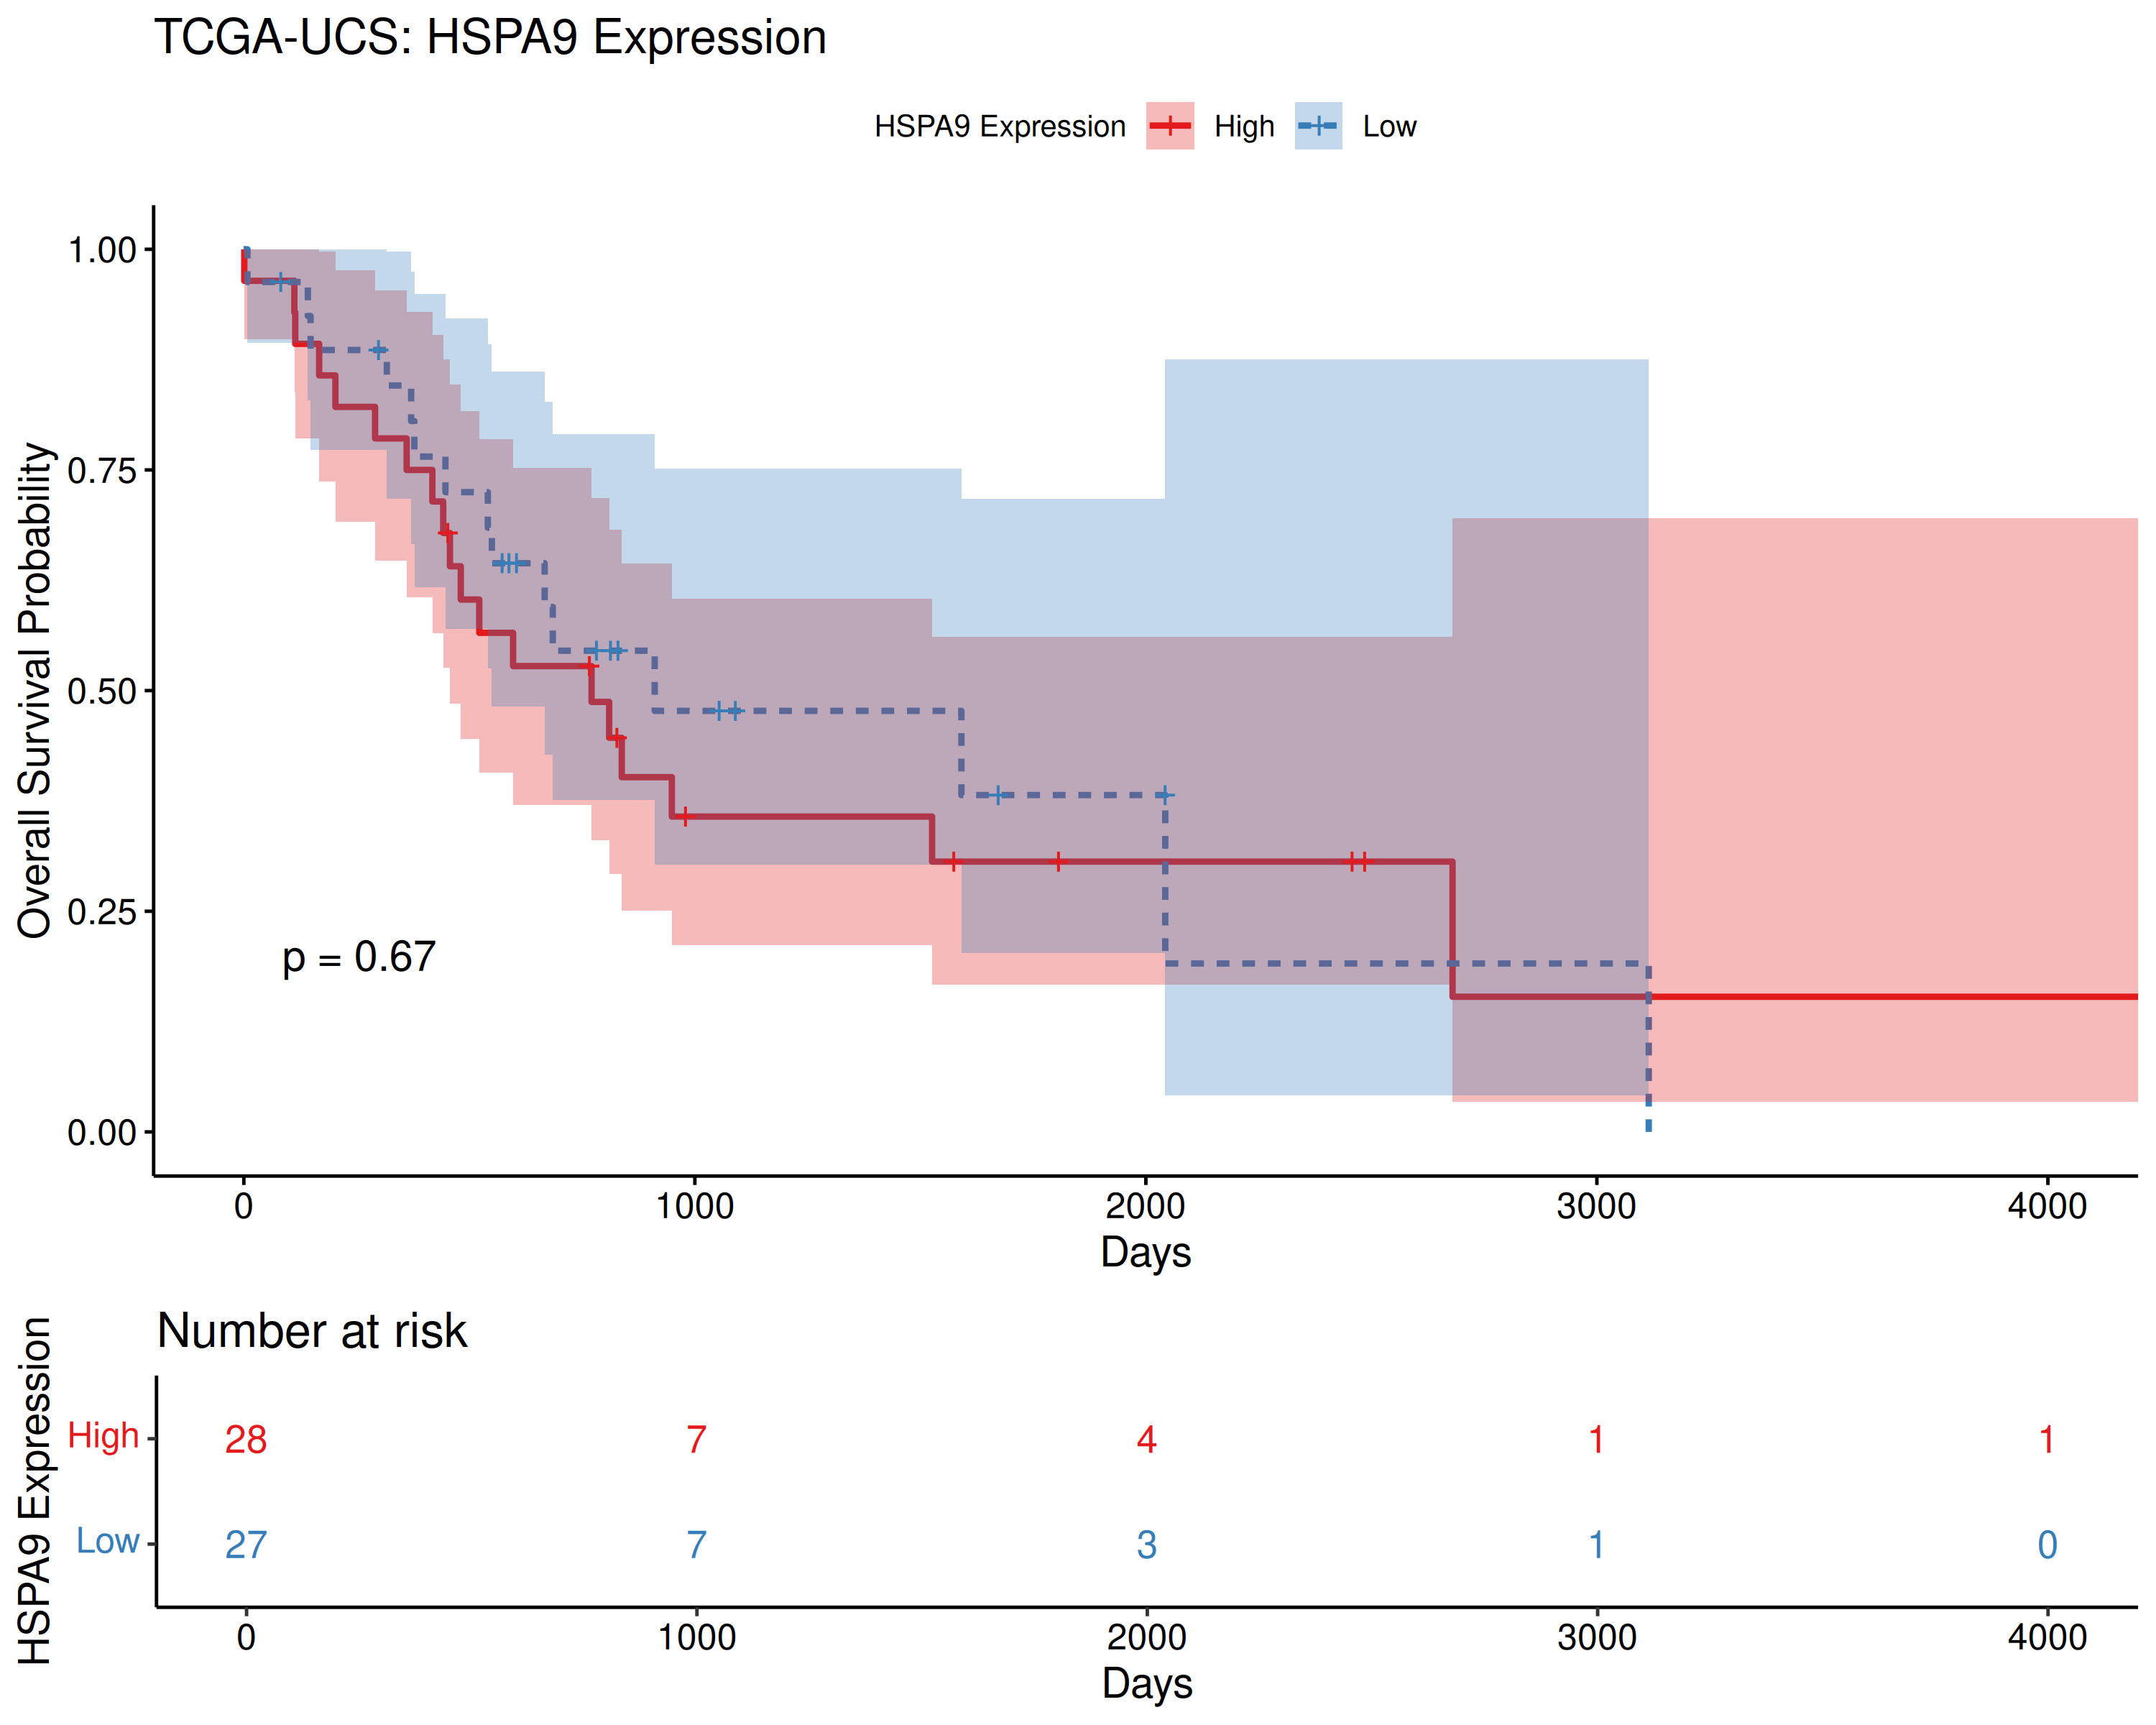 TCGA-UCS: HSPA9 Expression
HSPA9 Expression High Low
Overall Survival Probability
1.00
0.75
0.50
0.25
0.00
p = 0.67
0 1000 2000 3000 4000
Days
Number at risk
HSPA9 Expression
High 28 7 4 1 1
Low 27 7 3 1 0
0 1000 2000 3000 4000
Days